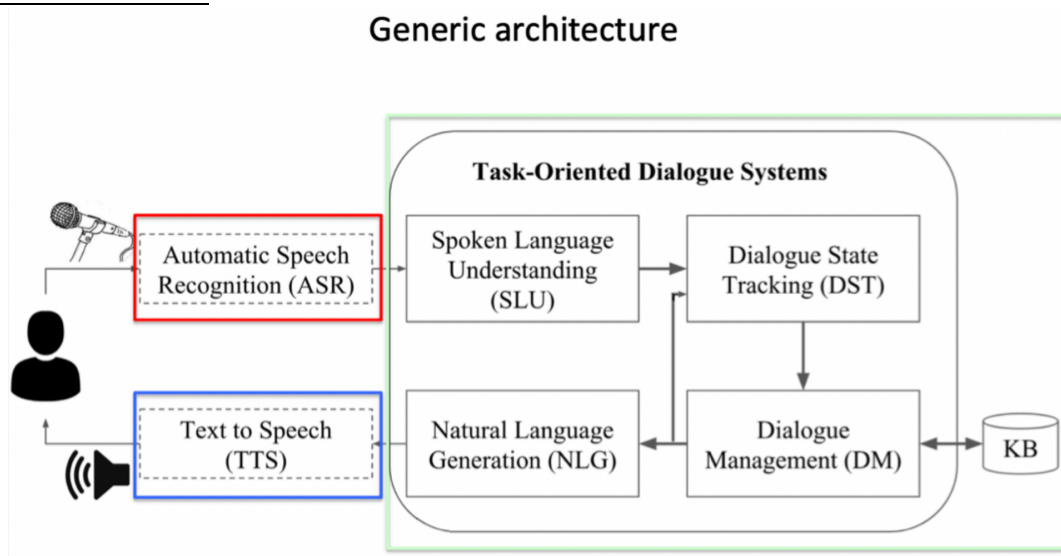 Generic architecture
Task-Oriented Dialogue Systems
Automatic Speech
Recognition (ASR)
Spoken Language
Understanding
(SLU)
Dialogue State
Tracking (DST)
Text to Speech
(TTS)
Natural Language
Generation (NLG)
Dialogue
Management (DM)
KB